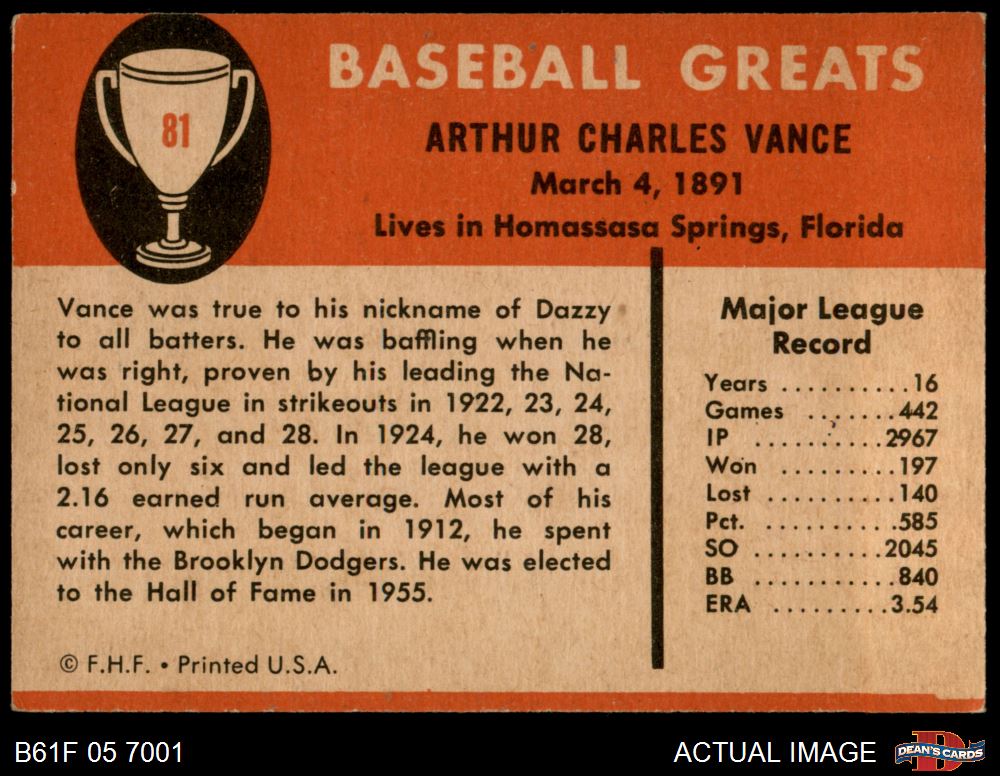 81
BASEBALL GREATS
ARTHUR CHARLES VANCE
March 4, 1891
Lives in Homassasa Springs, Florida
Vance was true to his nickname of Dazzy
to all batters. He was baffling when he
was right, proven by his leading the Na-
tional League in strikeouts in 1922, 23, 24,
25, 26, 27, and 28. In 1924, he won 28,
lost only six and led the league with a
2.16 earned run average. Most of his
career, which began in 1912, he spent
with the Brooklyn Dodgers. He was elected
to the Hall of Fame in 1955.
© F.H.F. • Printed U.S.A.
Major League
Record
Years ..........16
Games .......442
IP ..........2967
Won .........197
Lost ..........140
Pct. ..........585
SO ..........2045
BB ..........840
ERA .........3.54
B61F 05 7001
ACTUAL IMAGE
D
DEAN'S CARDS